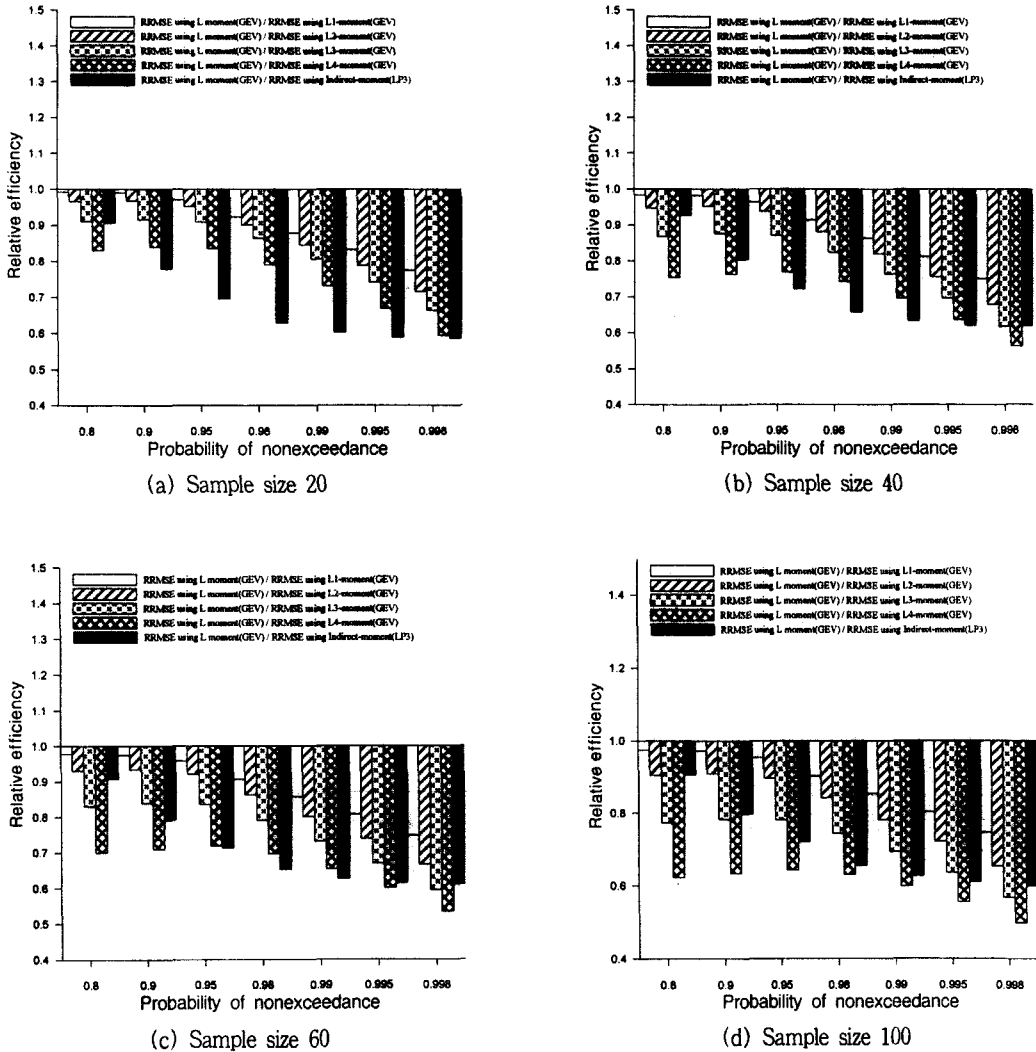 RRMSE using L moment(GEV) / RRMSE using L1-moment(GEV)
RRMSE using L moment(GEV) / RRMSE using L2-moment(GEV)
RRMSE using L moment(GEV) / RRMSE using L3-moment(GEV)
RRMSE using L moment(GEV) / RRMSE using L4-moment(GEV)
RRMSE using L moment(GEV) / RRMSE using Indirect-moment(LP3)
1.5
1.4
1.3
1.2
1.1
1.0
0.9
0.8
0.7
0.6
0.5
0.4
Relative efficiency
0.8 0.9 0.95 0.98 0.99 0.995 0.998
Probability of nonexceedance
(a) Sample size 20
RRMSE using L moment(GEV) / RRMSE using L1-moment(GEV)
RRMSE using L moment(GEV) / RRMSE using L2-moment(GEV)
RRMSE using L moment(GEV) / RRMSE using L3-moment(GEV)
RRMSE using L moment(GEV) / RRMSE using L4-moment(GEV)
RRMSE using L moment(GEV) / RRMSE using Indirect-moment(LP3)
1.5
1.4
1.3
1.2
1.1
1.0
0.9
0.8
0.7
0.6
0.5
0.4
Relative efficiency
0.8 0.9 0.95 0.98 0.99 0.995 0.998
Probability of nonexceedance
(b) Sample size 40
RRMSE using L moment(GEV) / RRMSE using L1-moment(GEV)
RRMSE using L moment(GEV) / RRMSE using L2-moment(GEV)
RRMSE using L moment(GEV) / RRMSE using L3-moment(GEV)
RRMSE using L moment(GEV) / RRMSE using L4-moment(GEV)
RRMSE using L moment(GEV) / RRMSE using Indirect-moment(LP3)
1.5
1.4
1.3
1.2
1.1
1.0
0.9
0.8
0.7
0.6
0.5
0.4
Relative efficiency
0.8 0.9 0.95 0.98 0.99 0.995 0.998
Probability of nonexceedance
(c) Sample size 60
RRMSE using L moment(GEV) / RRMSE using L1-moment(GEV)
RRMSE using L moment(GEV) / RRMSE using L2-moment(GEV)
RRMSE using L moment(GEV) / RRMSE using L3-moment(GEV)
RRMSE using L moment(GEV) / RRMSE using L4-moment(GEV)
RRMSE using L moment(GEV) / RRMSE using Indirect-moment(LP3)
1.4
1.2
1.0
0.8
0.6
0.4
Relative efficiency
0.8 0.9 0.95 0.98 0.99 0.995 0.998
Probability of nonexceedance
(d) Sample size 100